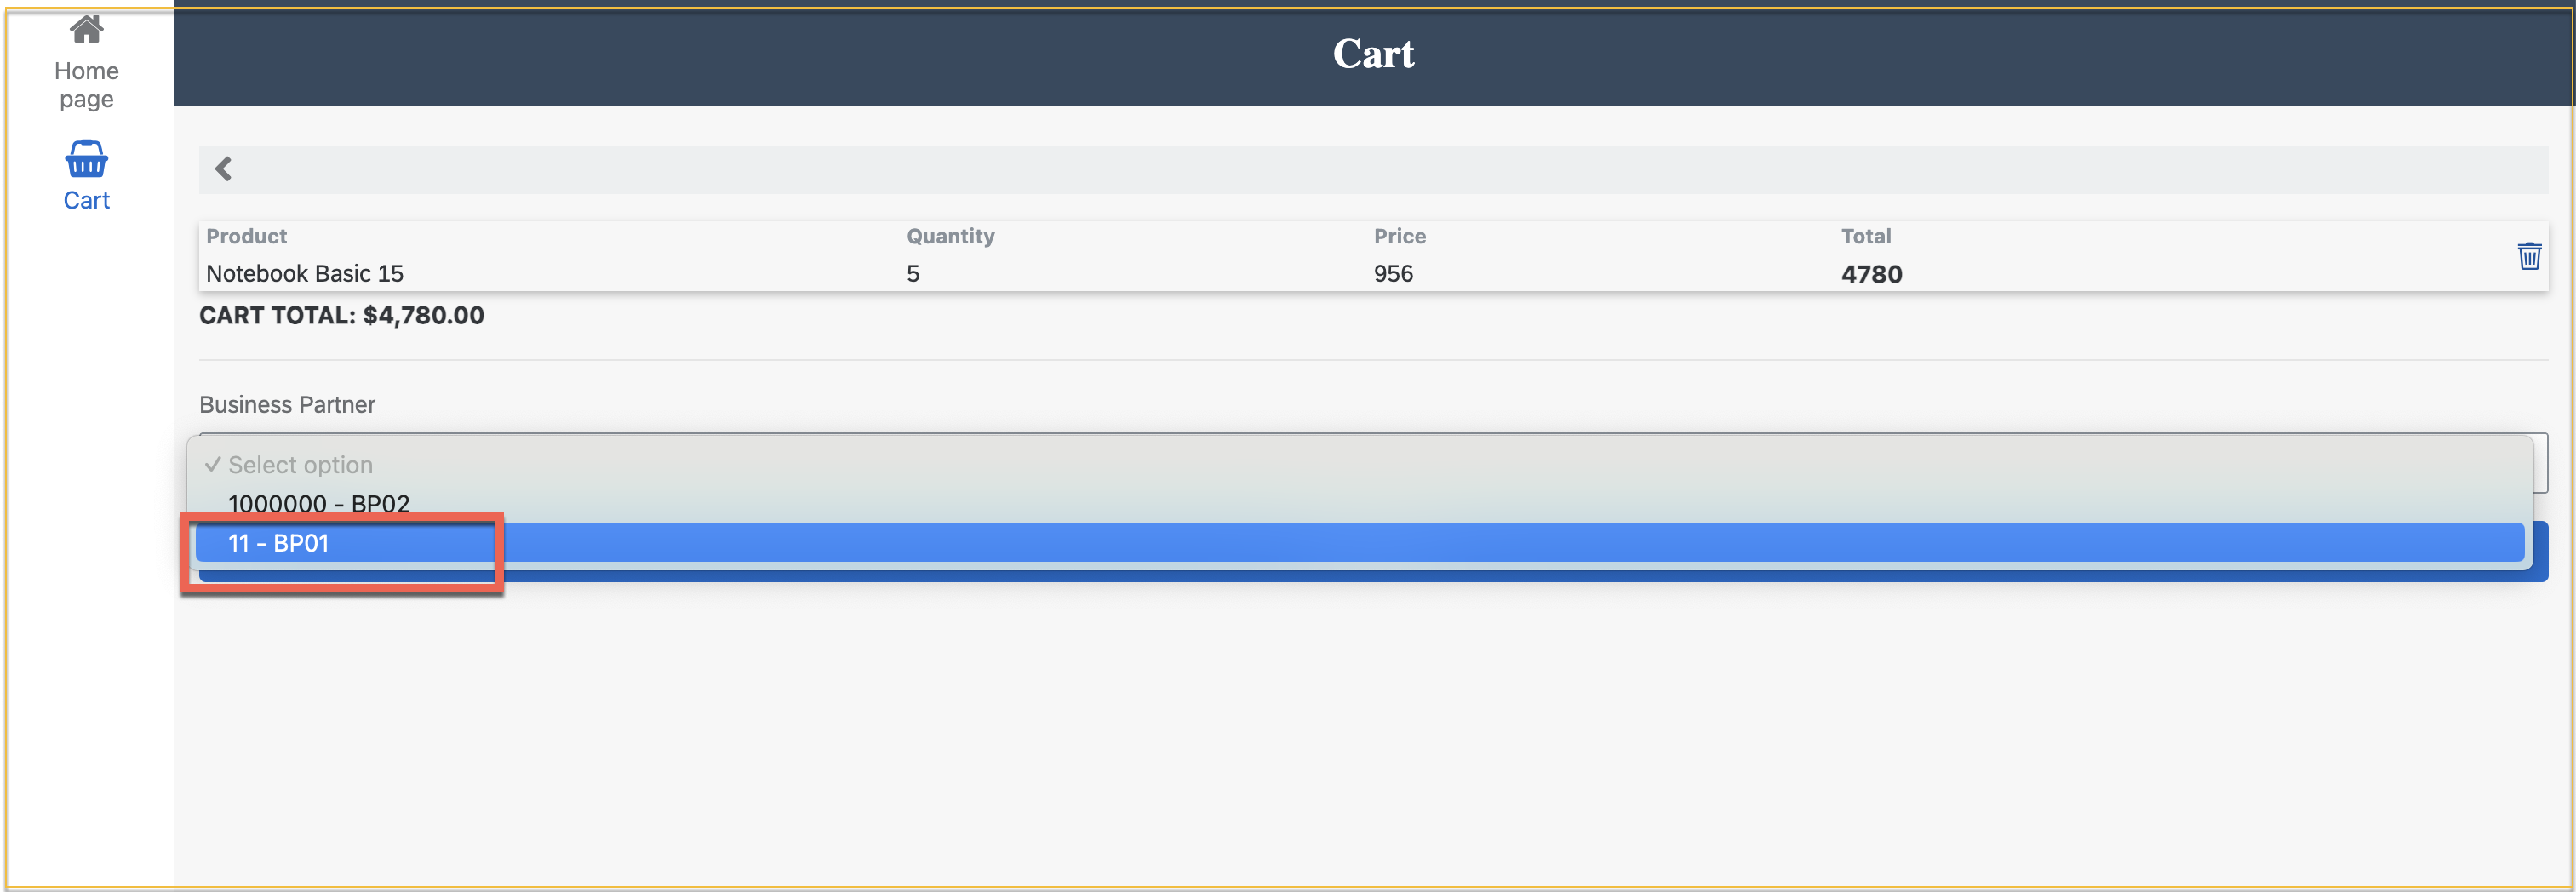 Home
page
Cart
Cart
Product Quantity Price Total
Notebook Basic 15 5 956 4780
CART TOTAL: $4,780.00
Business Partner
Select option
1000000 - BP02
11 - BP01